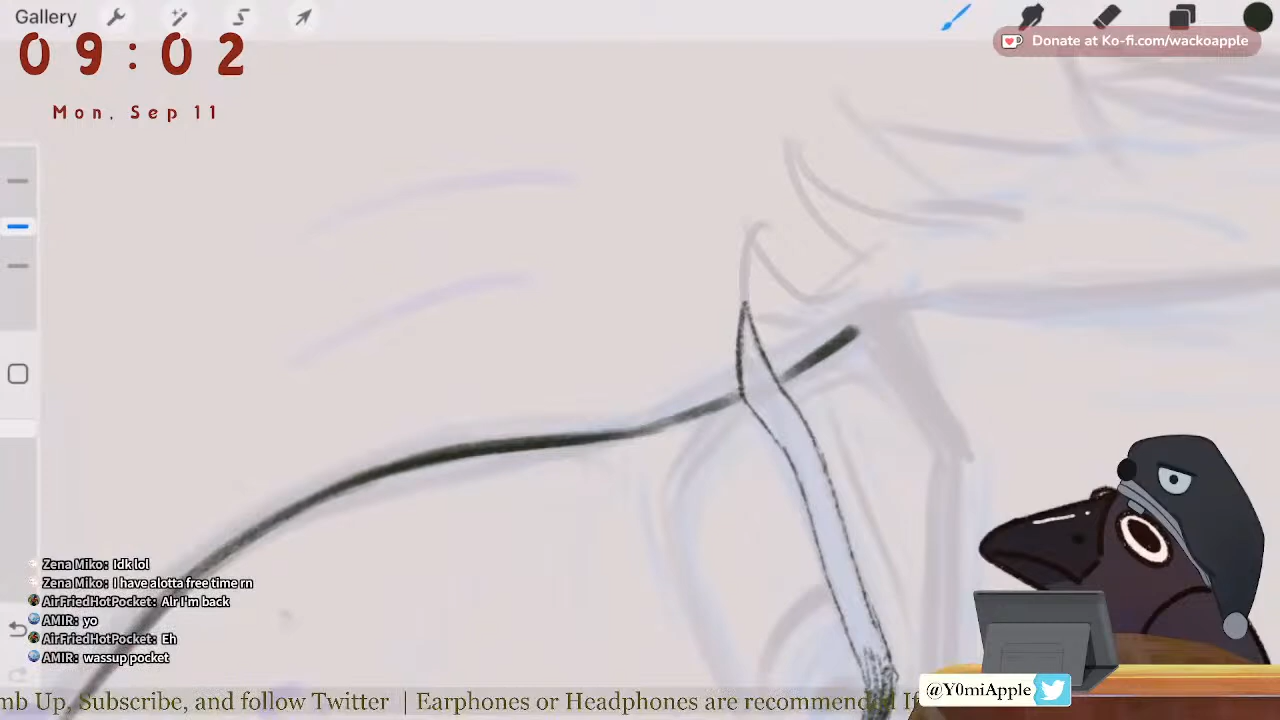 Gallery
09:02
Mon, Sep 11
Donate at Ko-fi.com/wackoapple
Zena Miko: Idk lol
Zena Miko: I have alotta free time rn
AirFriedHotPocket: Alr I'm back
AMIR: yo
AirFriedHotPocket: Eh
AMIR: wassup pocket
@Y0miApple
mb Up, Subscribe, and follow Twitter | Earphones or Headphones are recommended If